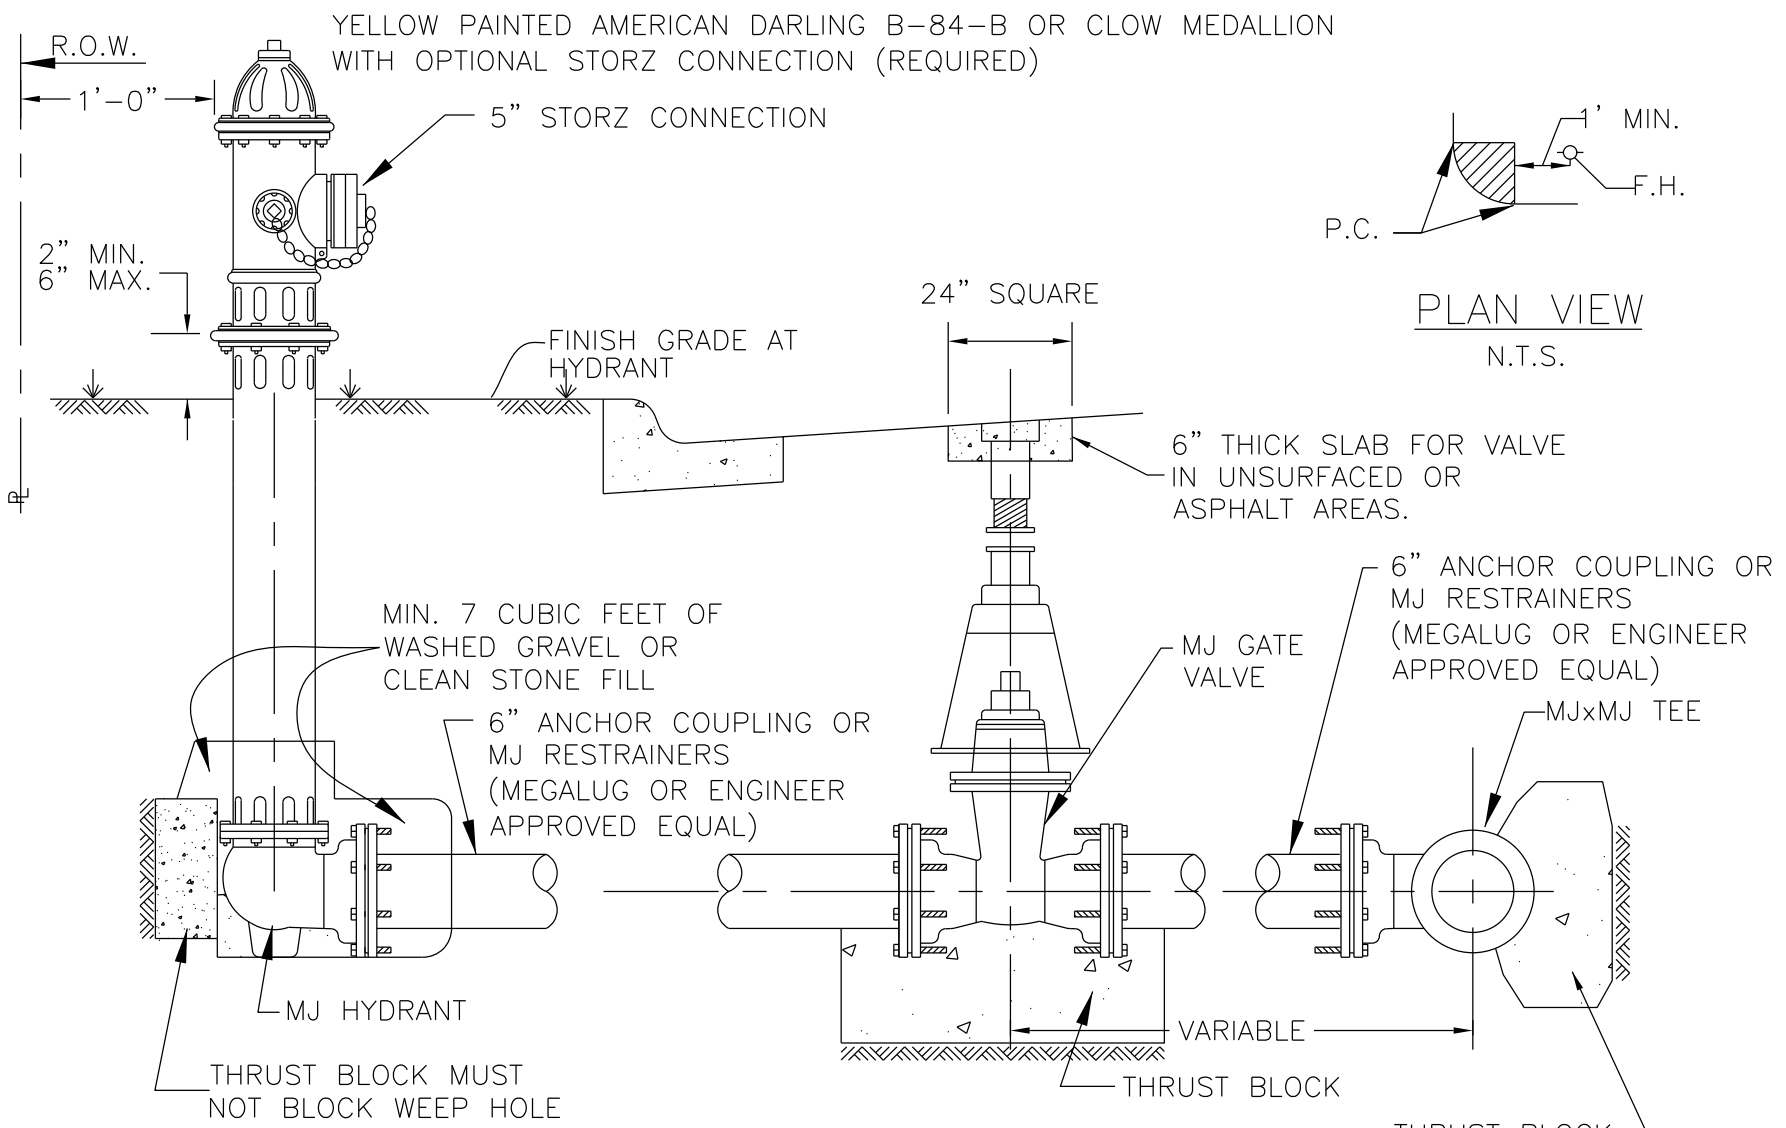 YELLOW PAINTED AMERICAN DARLING B-84-B OR CLOW MEDALLION
WITH OPTIONAL STORZ CONNECTION (REQUIRED)
R.O.W.
1'-0"
5" STORZ CONNECTION
2" MIN.
6" MAX.
FINISH GRADE AT
HYDRANT
24" SQUARE
1' MIN.
F.H.
P.C.
PLAN VIEW
N.T.S.
6" THICK SLAB FOR VALVE
IN UNSURFACED OR
ASPHALT AREAS.
PL
MIN. 7 CUBIC FEET OF
WASHED GRAVEL OR
CLEAN STONE FILL
6" ANCHOR COUPLING OR
MJ RESTRAINERS
(MEGALUG OR ENGINEER
APPROVED EQUAL)
MJ GATE
VALVE
6" ANCHOR COUPLING OR
MJ RESTRAINERS
(MEGALUG OR ENGINEER
APPROVED EQUAL)
MJxMJ TEE
MJ HYDRANT
THRUST BLOCK MUST
NOT BLOCK WEEP HOLE
VARIABLE
THRUST BLOCK
THRUST BLOCK